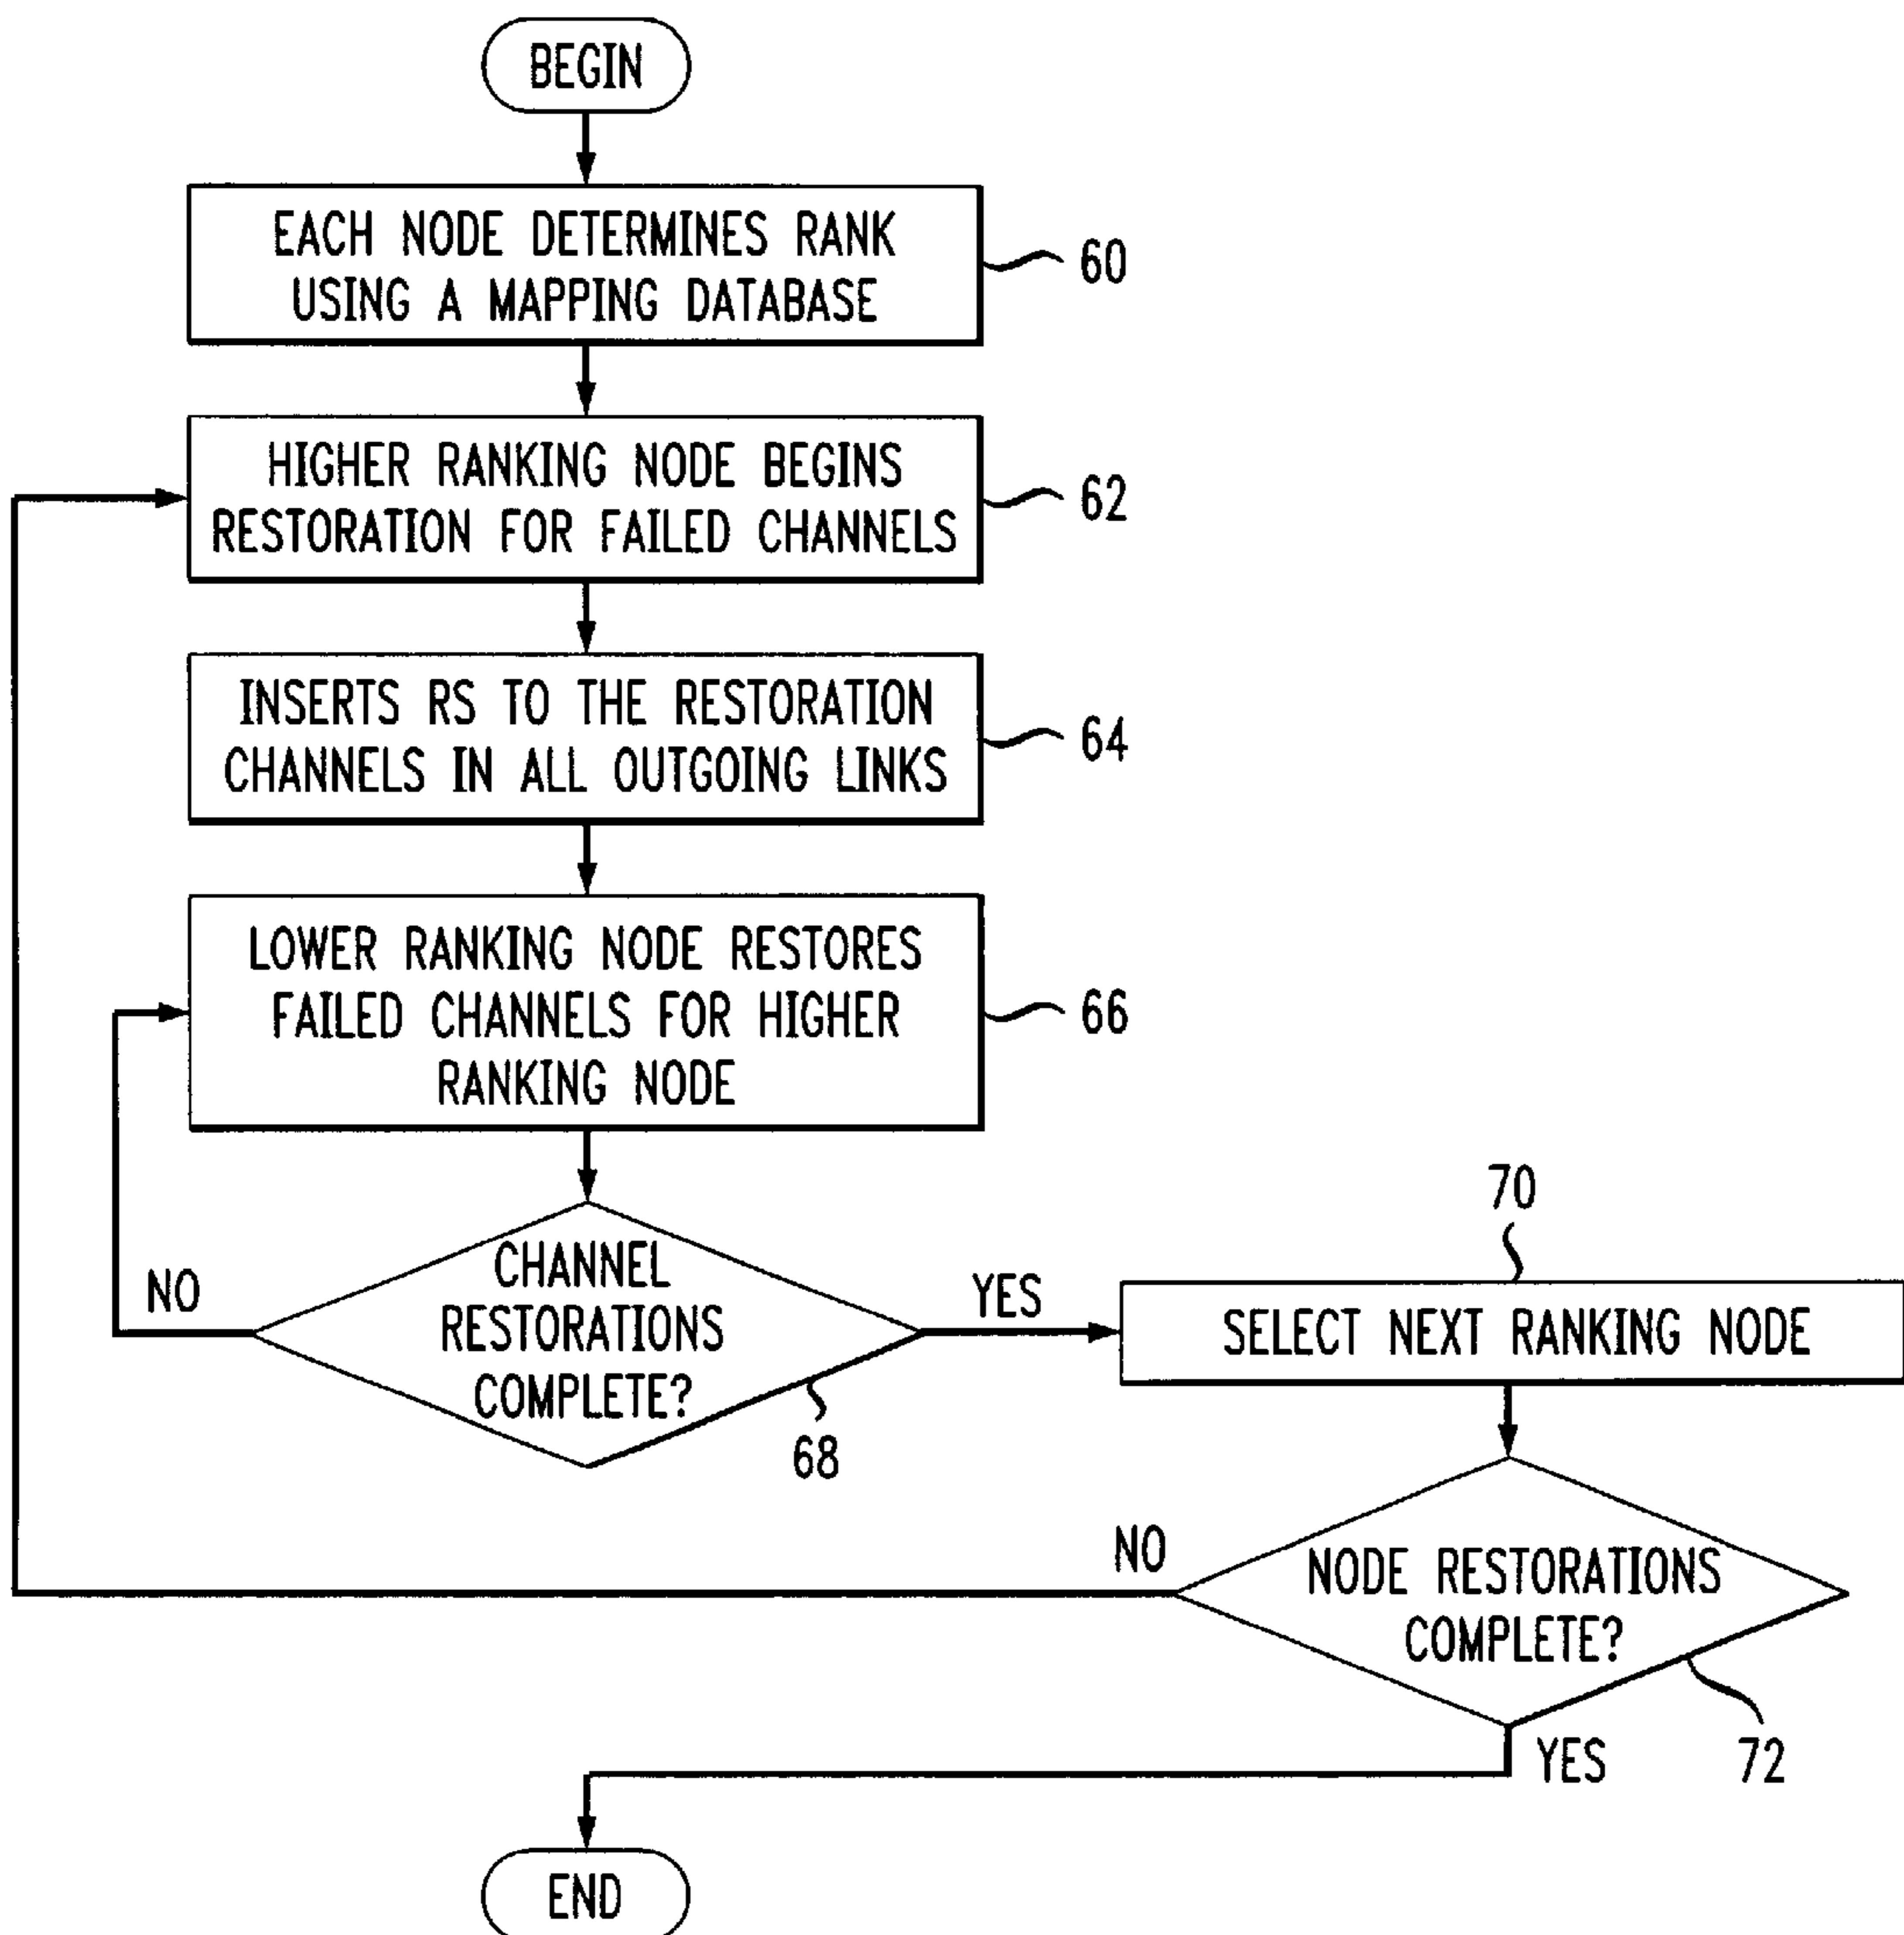 BEGIN
EACH NODE DETERMINES RANK
USING A MAPPING DATABASE
60
HIGHER RANKING NODE BEGINS
RESTORATION FOR FAILED CHANNELS
62
INSERTS RS TO THE RESTORATION
CHANNELS IN ALL OUTGOING LINKS
64
LOWER RANKING NODE RESTORES
FAILED CHANNELS FOR HIGHER
RANKING NODE
66
CHANNEL
RESTORATIONS
COMPLETE?
NO
YES
68
70
SELECT NEXT RANKING NODE
NO
NODE RESTORATIONS
COMPLETE?
YES
72
END